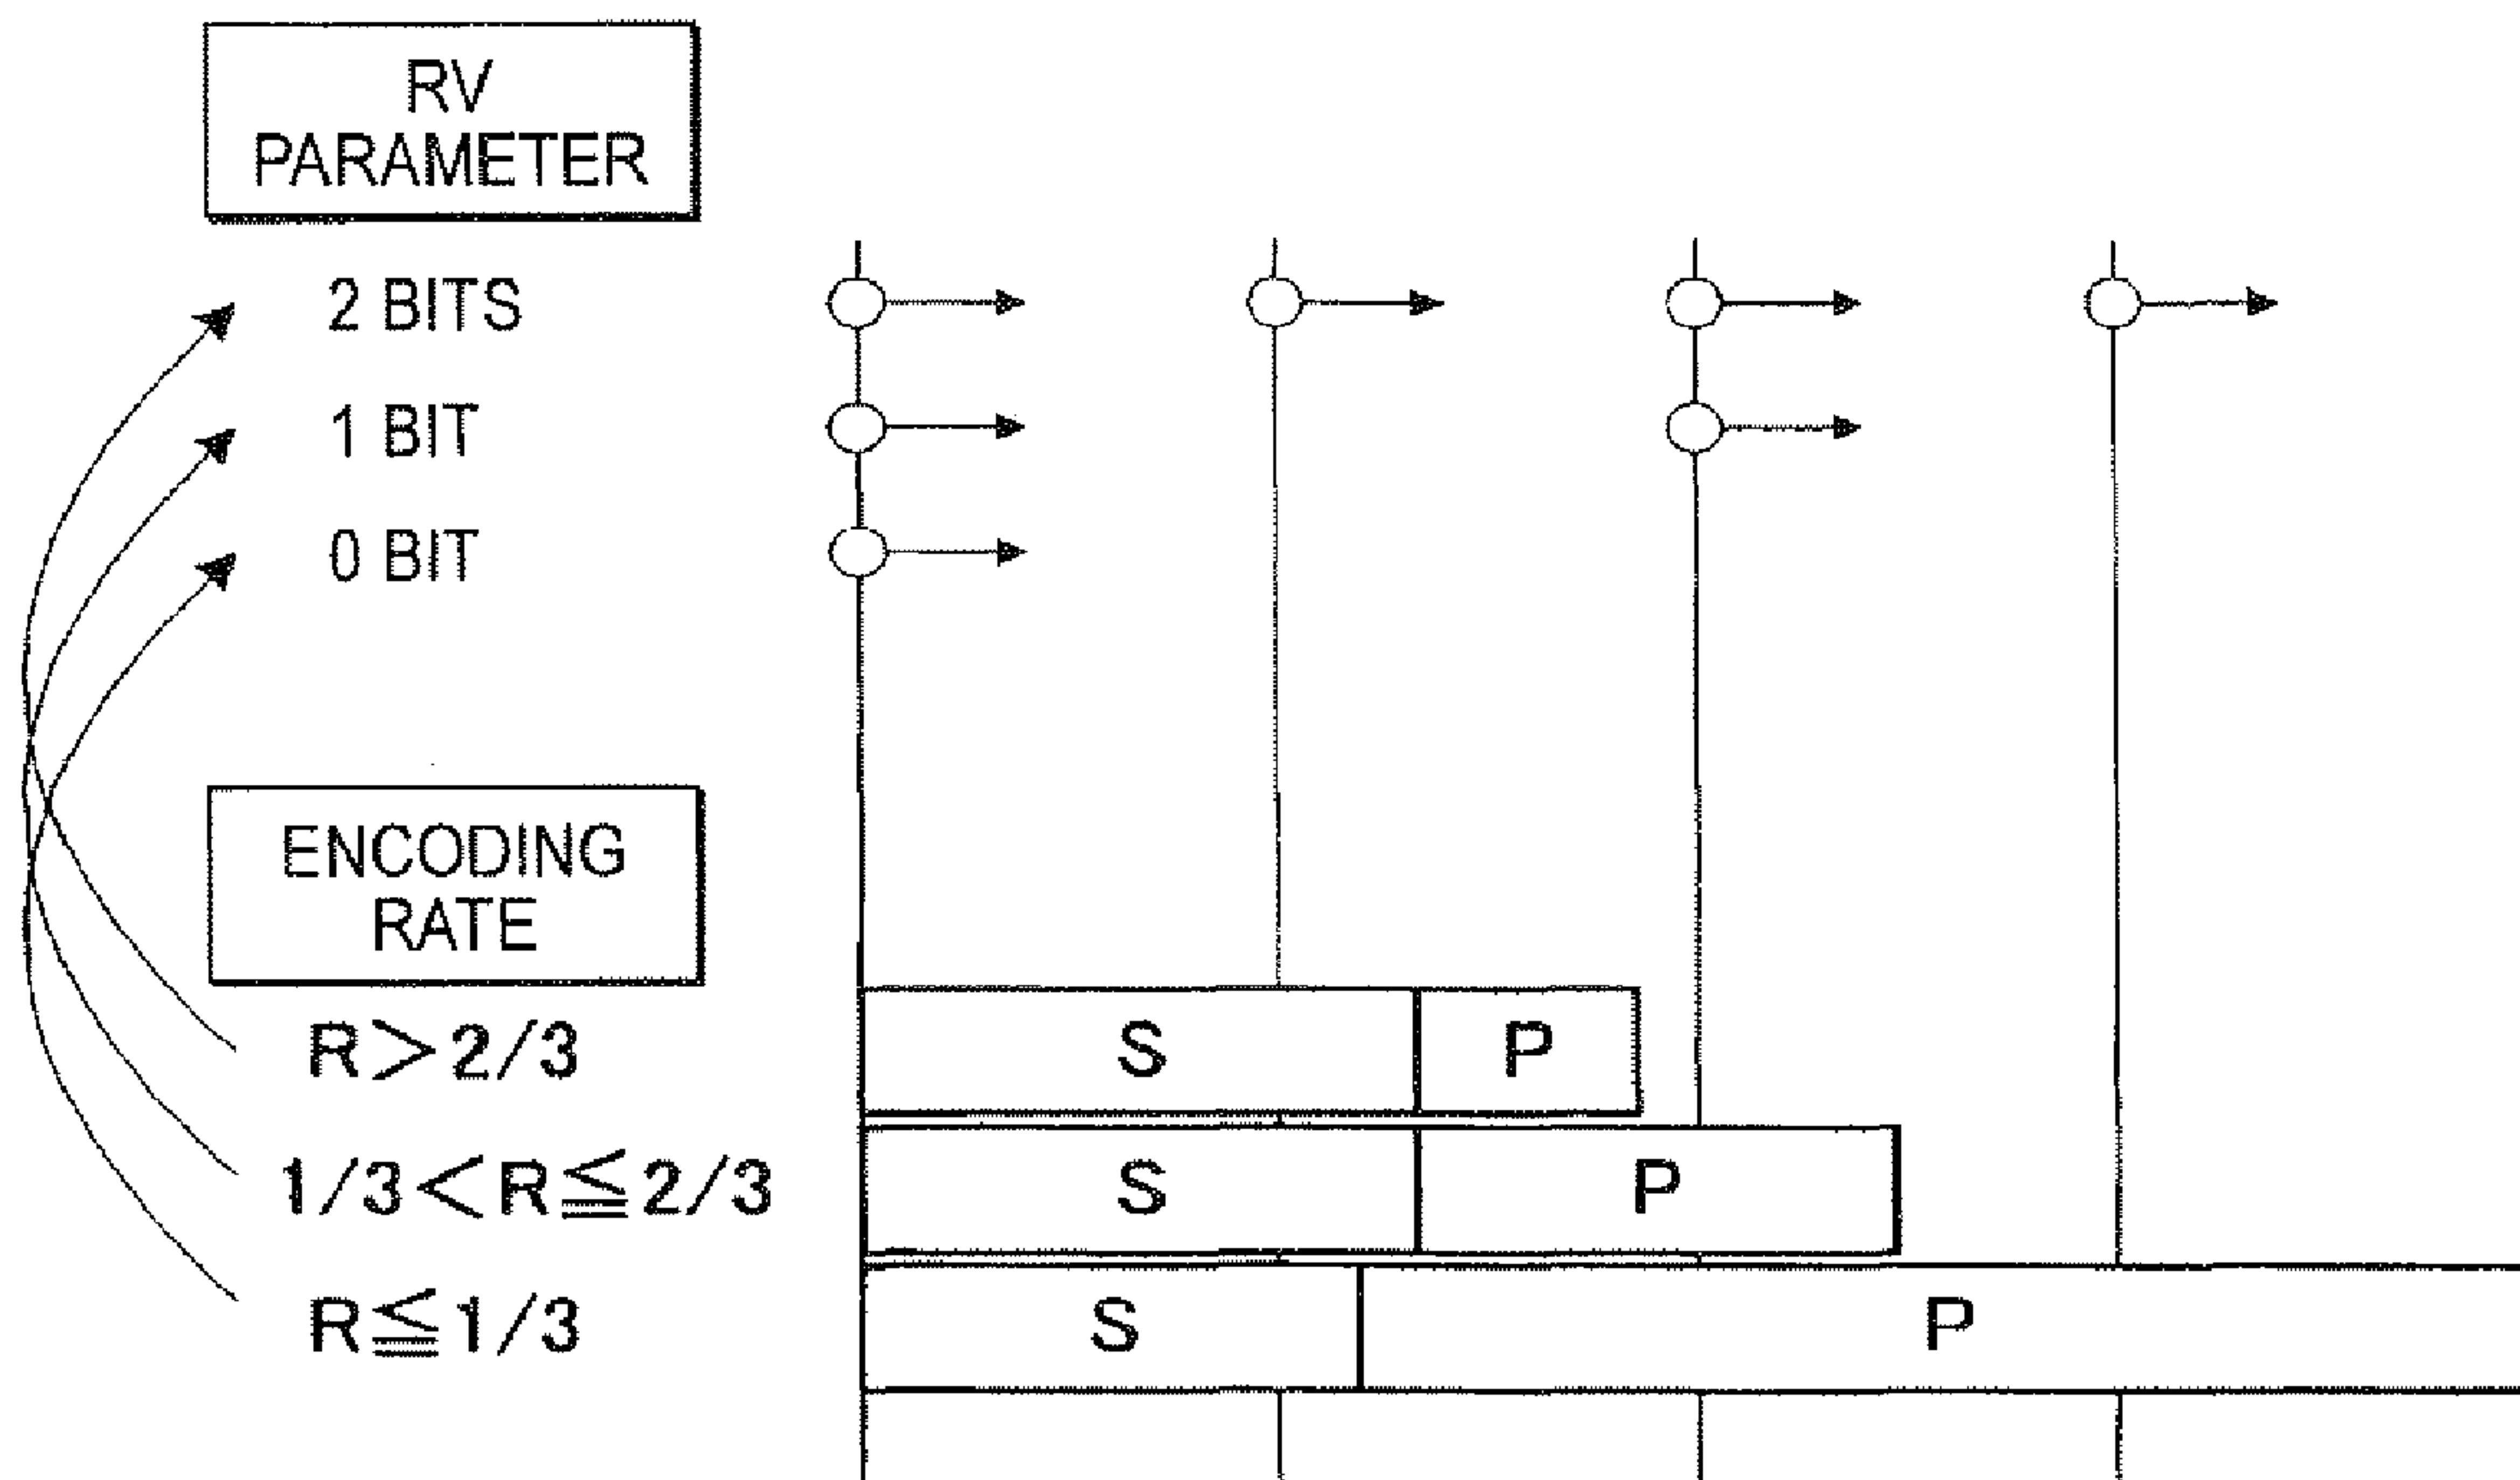 RV
PARAMETER
2 BITS
1 BIT
0 BIT
ENCODING
RATE
R>2/3
S P
1/3<R≦2/3
S P
R≦1/3
S P